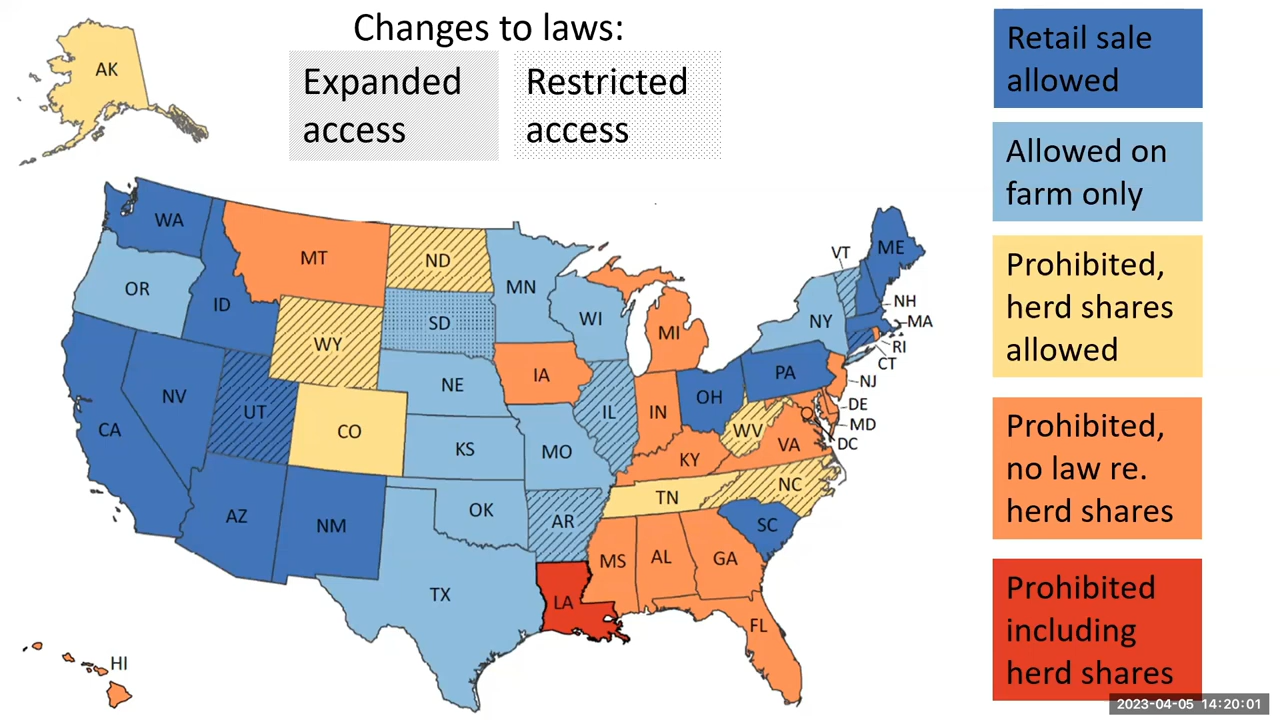 Changes to laws:
Expanded
access
Restricted
access
Retail sale
allowed
Allowed on
farm only
Prohibited,
herd shares
allowed
Prohibited,
no law re.
herd shares
Prohibited
including
herd shares
AK
WA
MT
ND
MN
VT
ME
OR
ID
SD
WI
NY
NH
MA
WY
MI
RI
CT
NV
UT
NE
IA
IL
IN
OH
PA
NJ
CA
CO
KS
MO
KY
WV
VA
DE
MD
DC
AZ
NM
OK
AR
TN
NC
SC
TX
LA
MS
AL
GA
FL
HI
2023-04-05 14:20:01